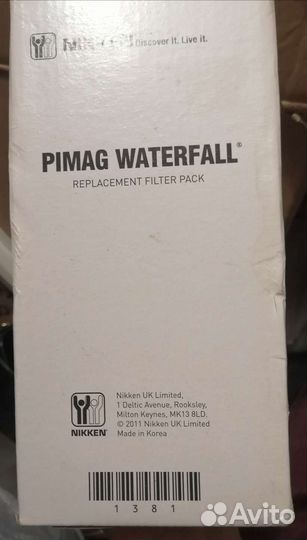 NIKKEN Discover it. Live it.
PIMAG WATERFALL®
REPLACEMENT FILTER PACK
Nikken UK Limited,
1 Deltic Avenue, Rooksley,
Milton Keynes, MK13 8LD.
© 2011 Nikken UK Limited
Made in Korea
NIKKEN
1381
Avito